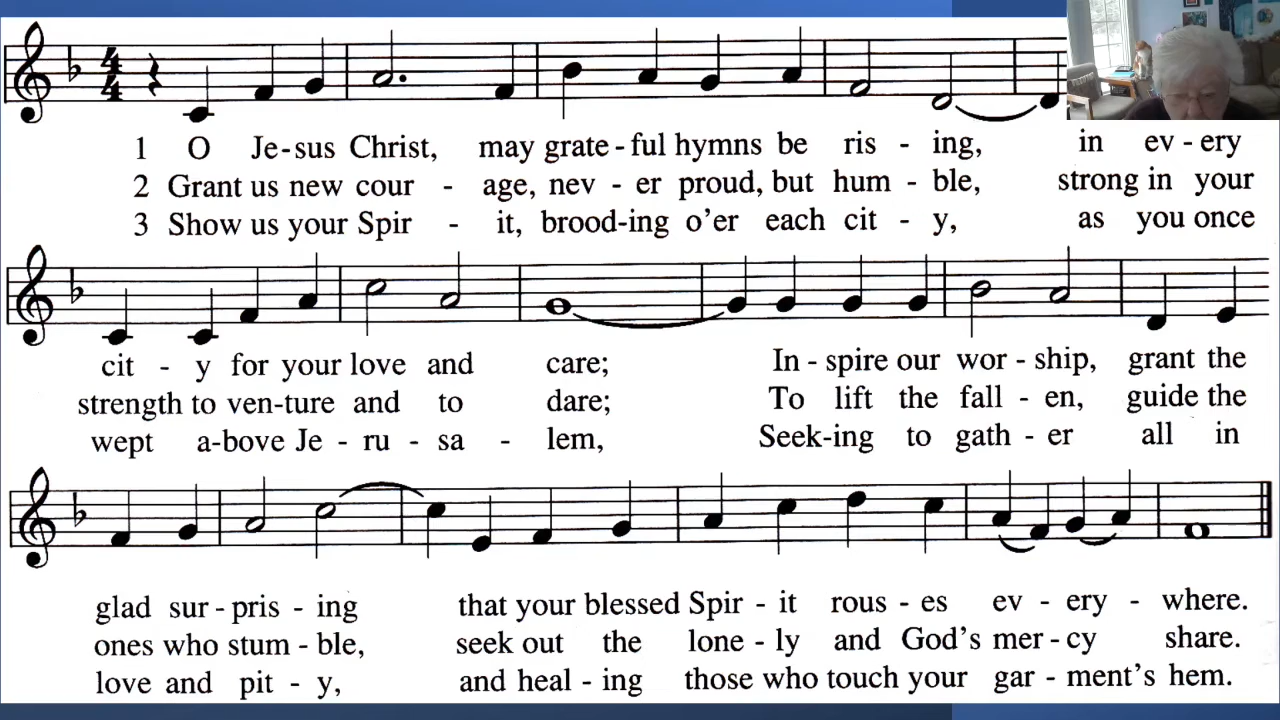 1 O Je-sus Christ, may grate-ful hymns be ris - ing, in ev-ery
2 Grant us new cour - age, nev - er proud, but hum - ble, strong in your
3 Show us your Spir - it, brood-ing o'er each cit - y, as you once
cit - y for your love and care; In-spire our wor-ship, grant the
strength to ven-ture and to dare; To lift the fall - en, guide the
wept a-bove Je - ru - sa - lem, Seek-ing to gath - er all in
glad sur-pris - ing that your blessed Spir - it rous - es ev - ery - where.
ones who stum - ble, seek out the lone - ly and God's mer - cy share.
love and pit - y, and heal - ing those who touch your gar - ment's hem.